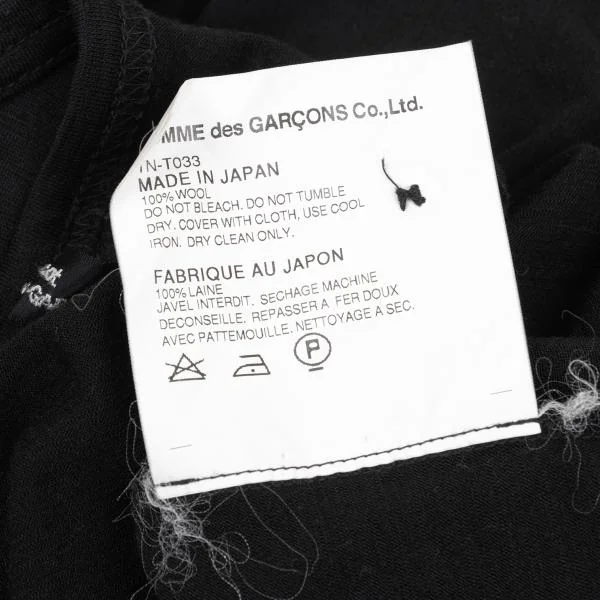 MME des GARÇONS Co.,Ltd.
N-T033
MADE IN JAPAN
100% WOOL
DO NOT BLEACH. DO NOT TUMBLE
DRY. COVER WITH CLOTH, USE COOL
IRON. DRY CLEAN ONLY.
FABRIQUE AU JAPON
100% LAINE
JAVEL INTERDIT. SECHAGE MACHINE
DECONSEILLE. REPASSER A FER DOUX
AVEC PATTEMOUILLE. NETTOYAGE A SEC.
P